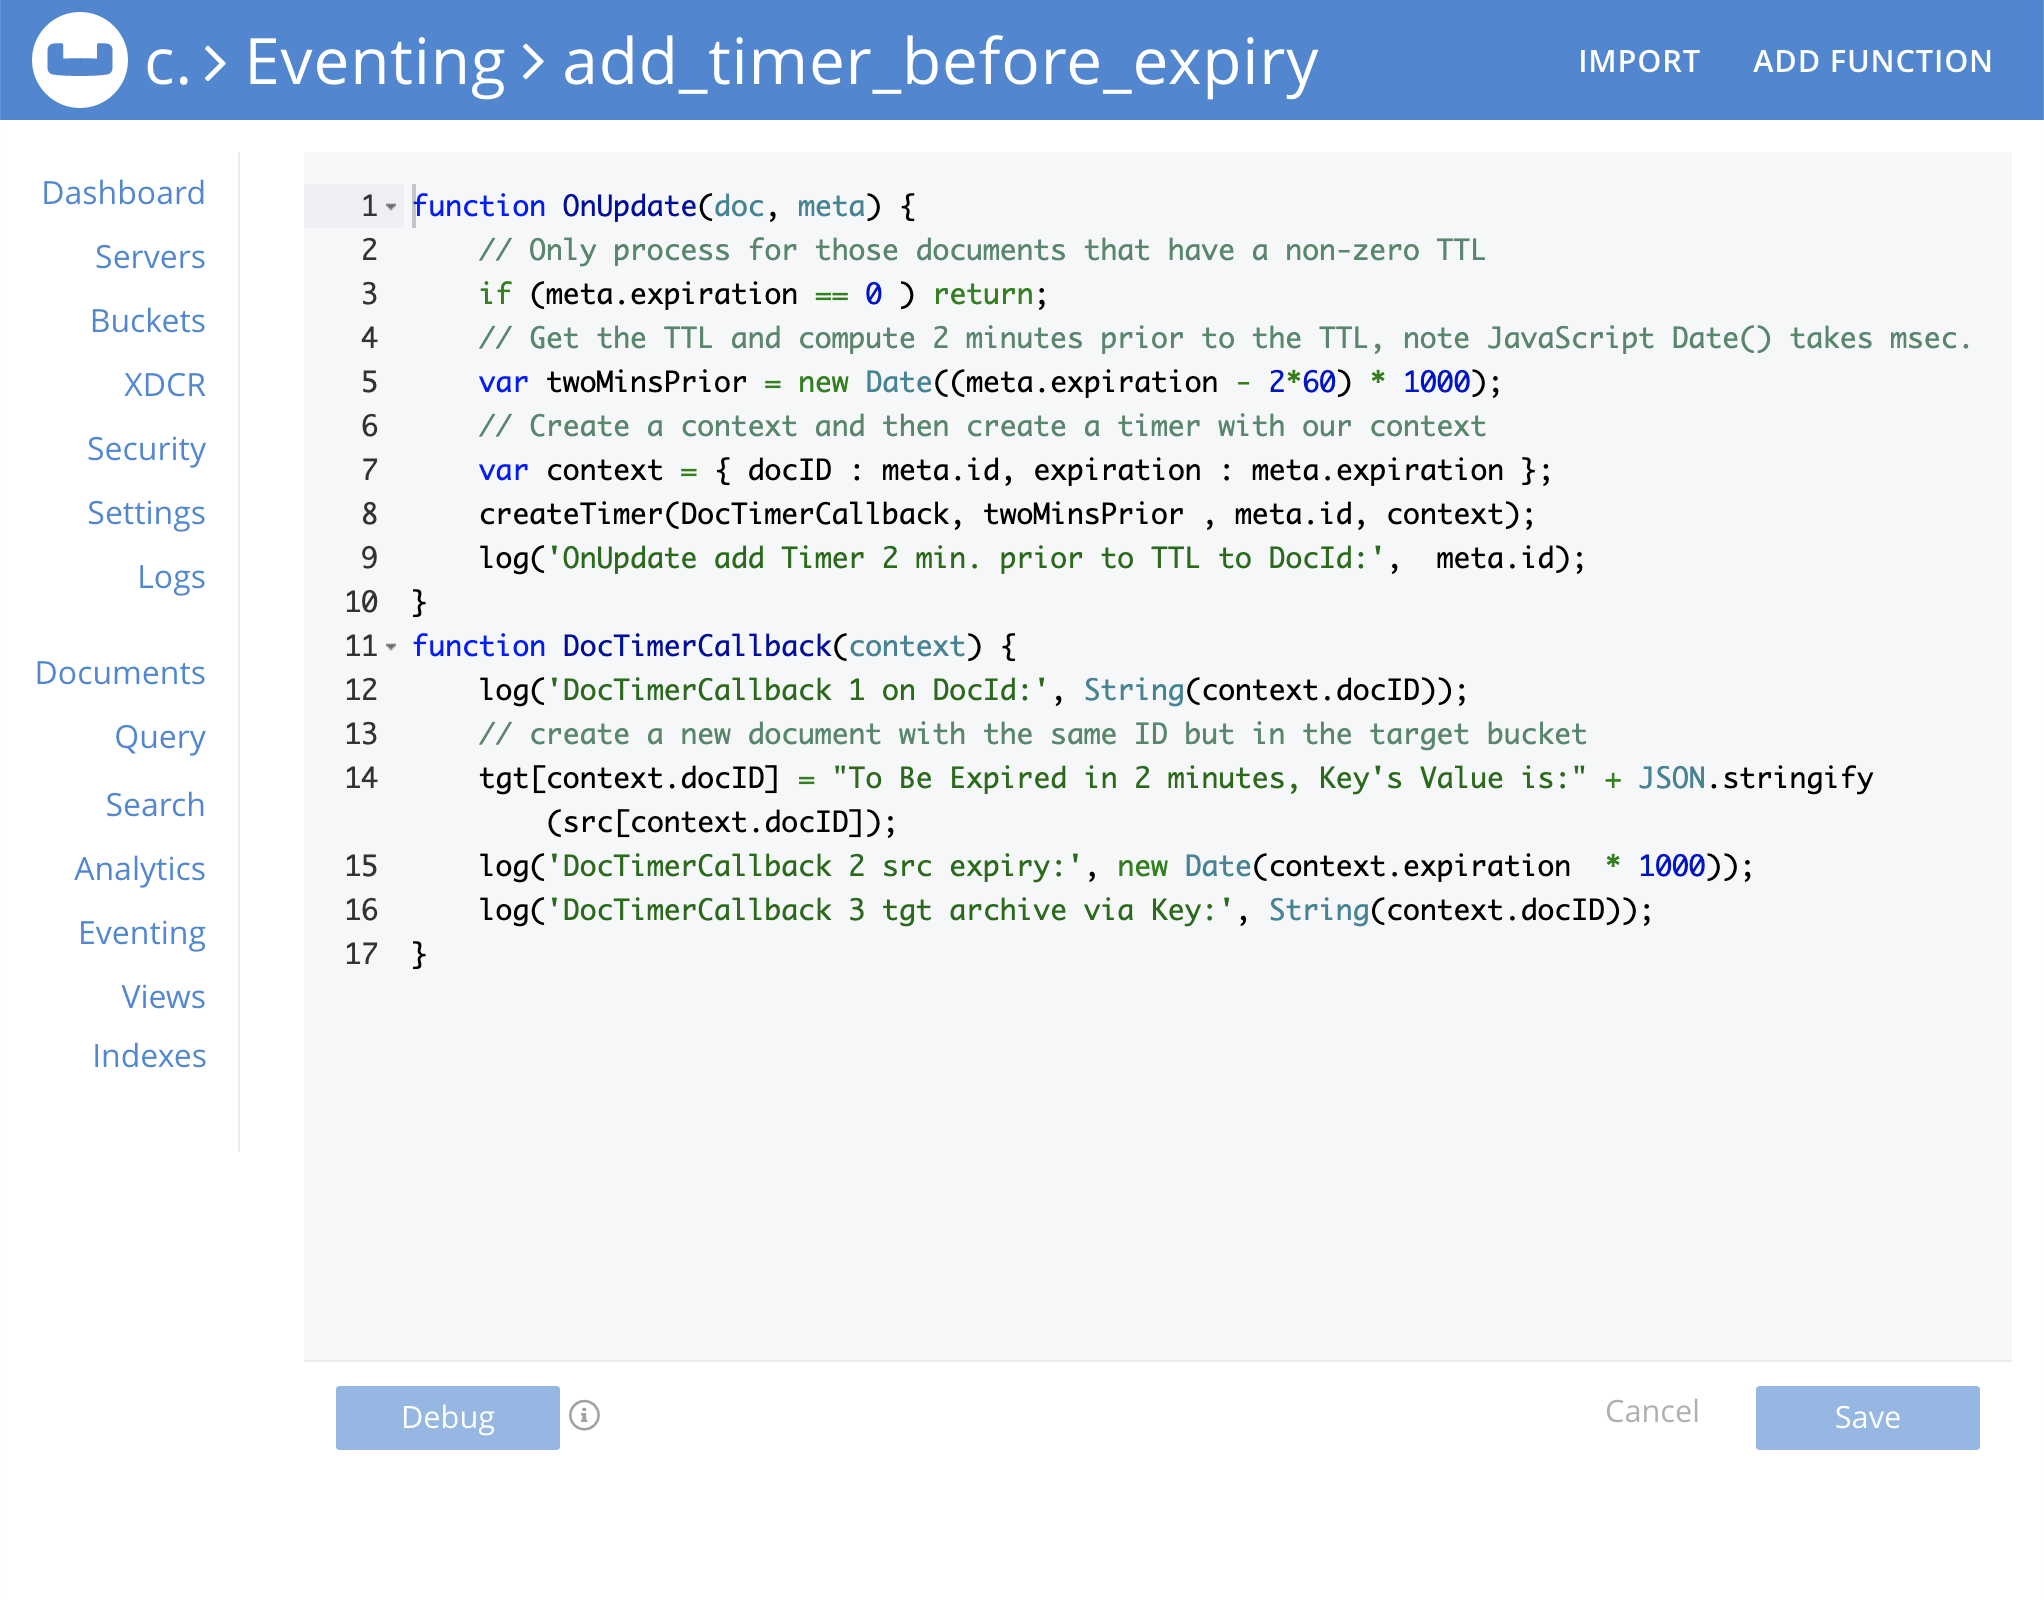 c. > Eventing > add_timer_before_expiry
IMPORT ADD FUNCTION
Dashboard
Servers
Buckets
XDCR
Security
Settings
Logs
Documents
Query
Search
Analytics
Eventing
Views
Indexes
1 function OnUpdate(doc, meta) {
2     // Only process for those documents that have a non-zero TTL
3     if (meta.expiration == 0 ) return;
4     // Get the TTL and compute 2 minutes prior to the TTL, note JavaScript Date() takes msec.
5     var twoMinsPrior = new Date((meta.expiration - 2*60) * 1000);
6     // Create a context and then create a timer with our context
7     var context = { docID : meta.id, expiration : meta.expiration };
8     createTimer(DocTimerCallback, twoMinsPrior , meta.id, context);
9     log('OnUpdate add Timer 2 min. prior to TTL to DocId:',  meta.id);
10 }
11 function DocTimerCallback(context) {
12     log('DocTimerCallback 1 on DocId:', String(context.docID));
13     // create a new document with the same ID but in the target bucket
14     tgt[context.docID] = "To Be Expired in 2 minutes, Key's Value is:" + JSON.stringify
        (src[context.docID]);
15     log('DocTimerCallback 2 src expiry:', new Date(context.expiration  * 1000));
16     log('DocTimerCallback 3 tgt archive via Key:', String(context.docID));
17 }
Debug
Cancel
Save